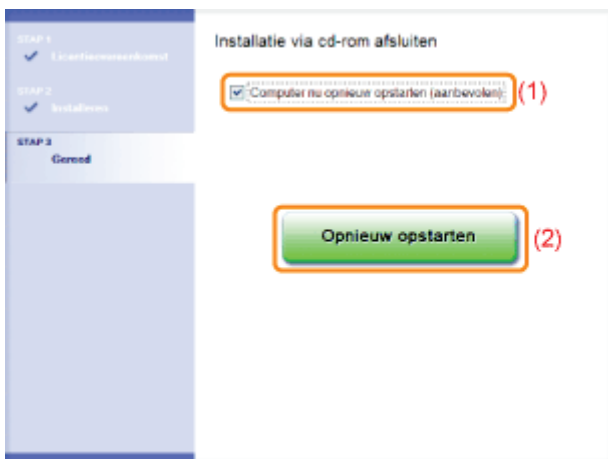 STAP 1
Licentieovereenkomst
STAP 2
Installeren
STAP 3
Gereed
Installatie via cd-rom afsluiten
Computer nu opnieuw opstarten (aanbevolen)
(1)
Opnieuw opstarten
(2)